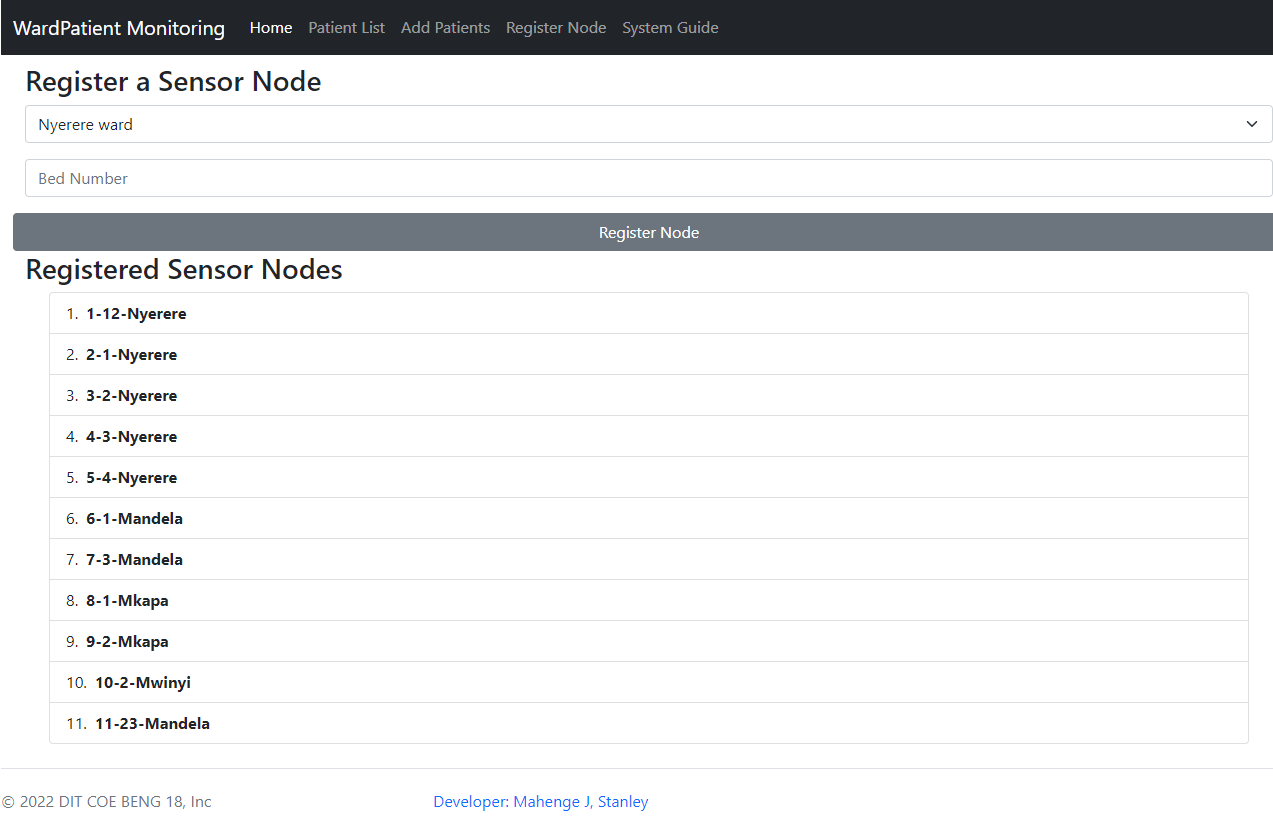 WardPatient Monitoring Home Patient List Add Patients Register Node System Guide
Register a Sensor Node
Nyerere ward
Bed Number
Register Node
Registered Sensor Nodes
1. 1-12-Nyerere
2. 2-1-Nyerere
3. 3-2-Nyerere
4. 4-3-Nyerere
5. 5-4-Nyerere
6. 6-1-Mandela
7. 7-3-Mandela
8. 8-1-Mkapa
9. 9-2-Mkapa
10. 10-2-Mwinyi
11. 11-23-Mandela
© 2022 DIT COE BENG 18, Inc Developer: Mahenge J, Stanley